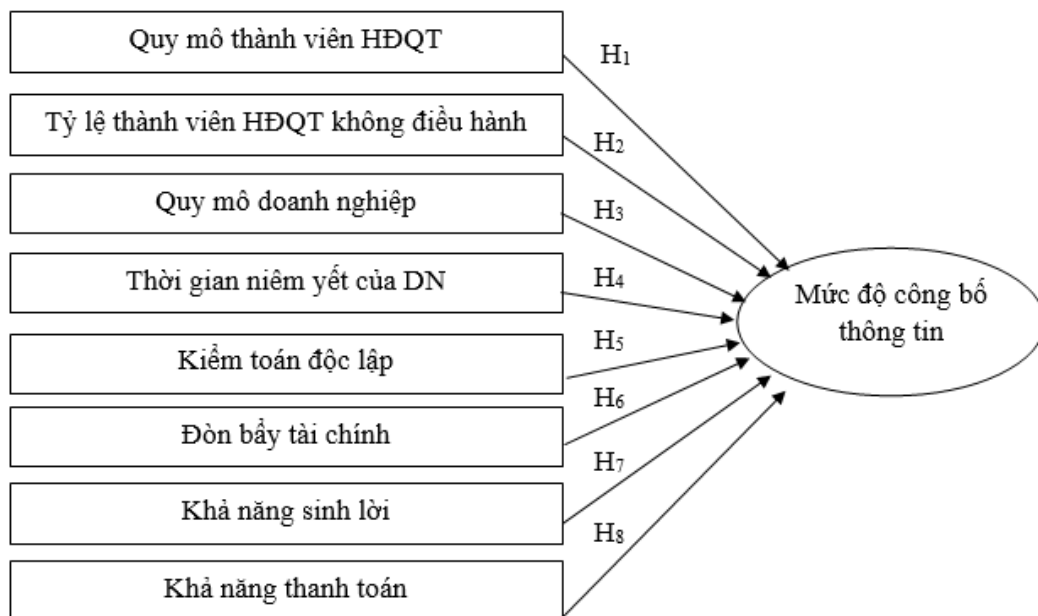 Quy mô thành viên HĐQT
H₁
Tỷ lệ thành viên HĐQT không điều hành
H₂
Quy mô doanh nghiệp
H₃
Thời gian niêm yết của DN
H₄
Mức độ công bố
thông tin
Kiểm toán độc lập
H₅
Đòn bẩy tài chính
H₆
Khả năng sinh lời
H₇
Khả năng thanh toán
H₈